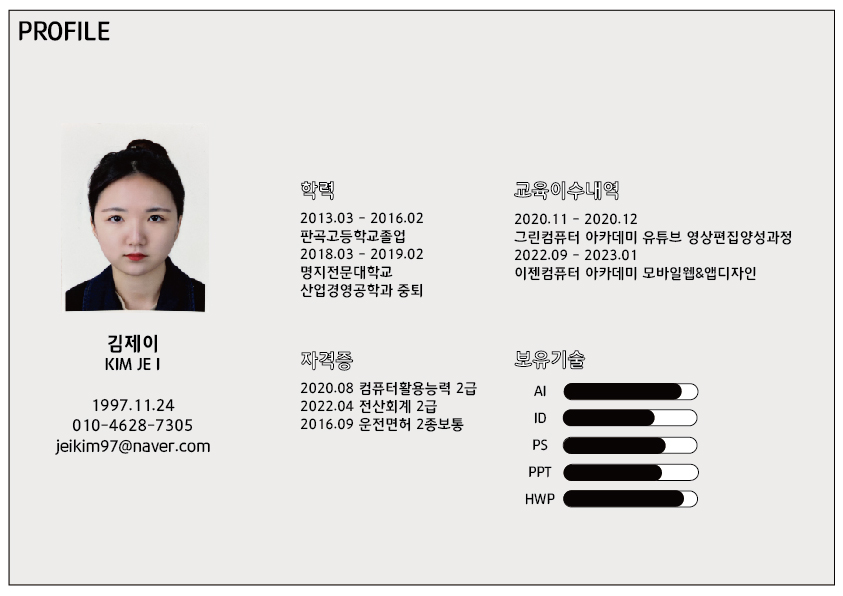 PROFILE
김제이
KIM JE I
1997.11.24
010-4628-7305
jeikim97@naver.com
학력
2013.03 - 2016.02
판곡고등학교졸업
2018.03 - 2019.02
명지전문대학교
산업경영공학과 중퇴
교육이수내역
2020.11 - 2020.12
그린컴퓨터 아카데미 유튜브 영상편집양성과정
2022.09 - 2023.01
이젠컴퓨터 아카데미 모바일웹&앱디자인
자격증
2020.08 컴퓨터활용능력 2급
2022.04 전산회계 2급
2016.09 운전면허 2종보통
보유기술
AI
ID
PS
PPT
HWP